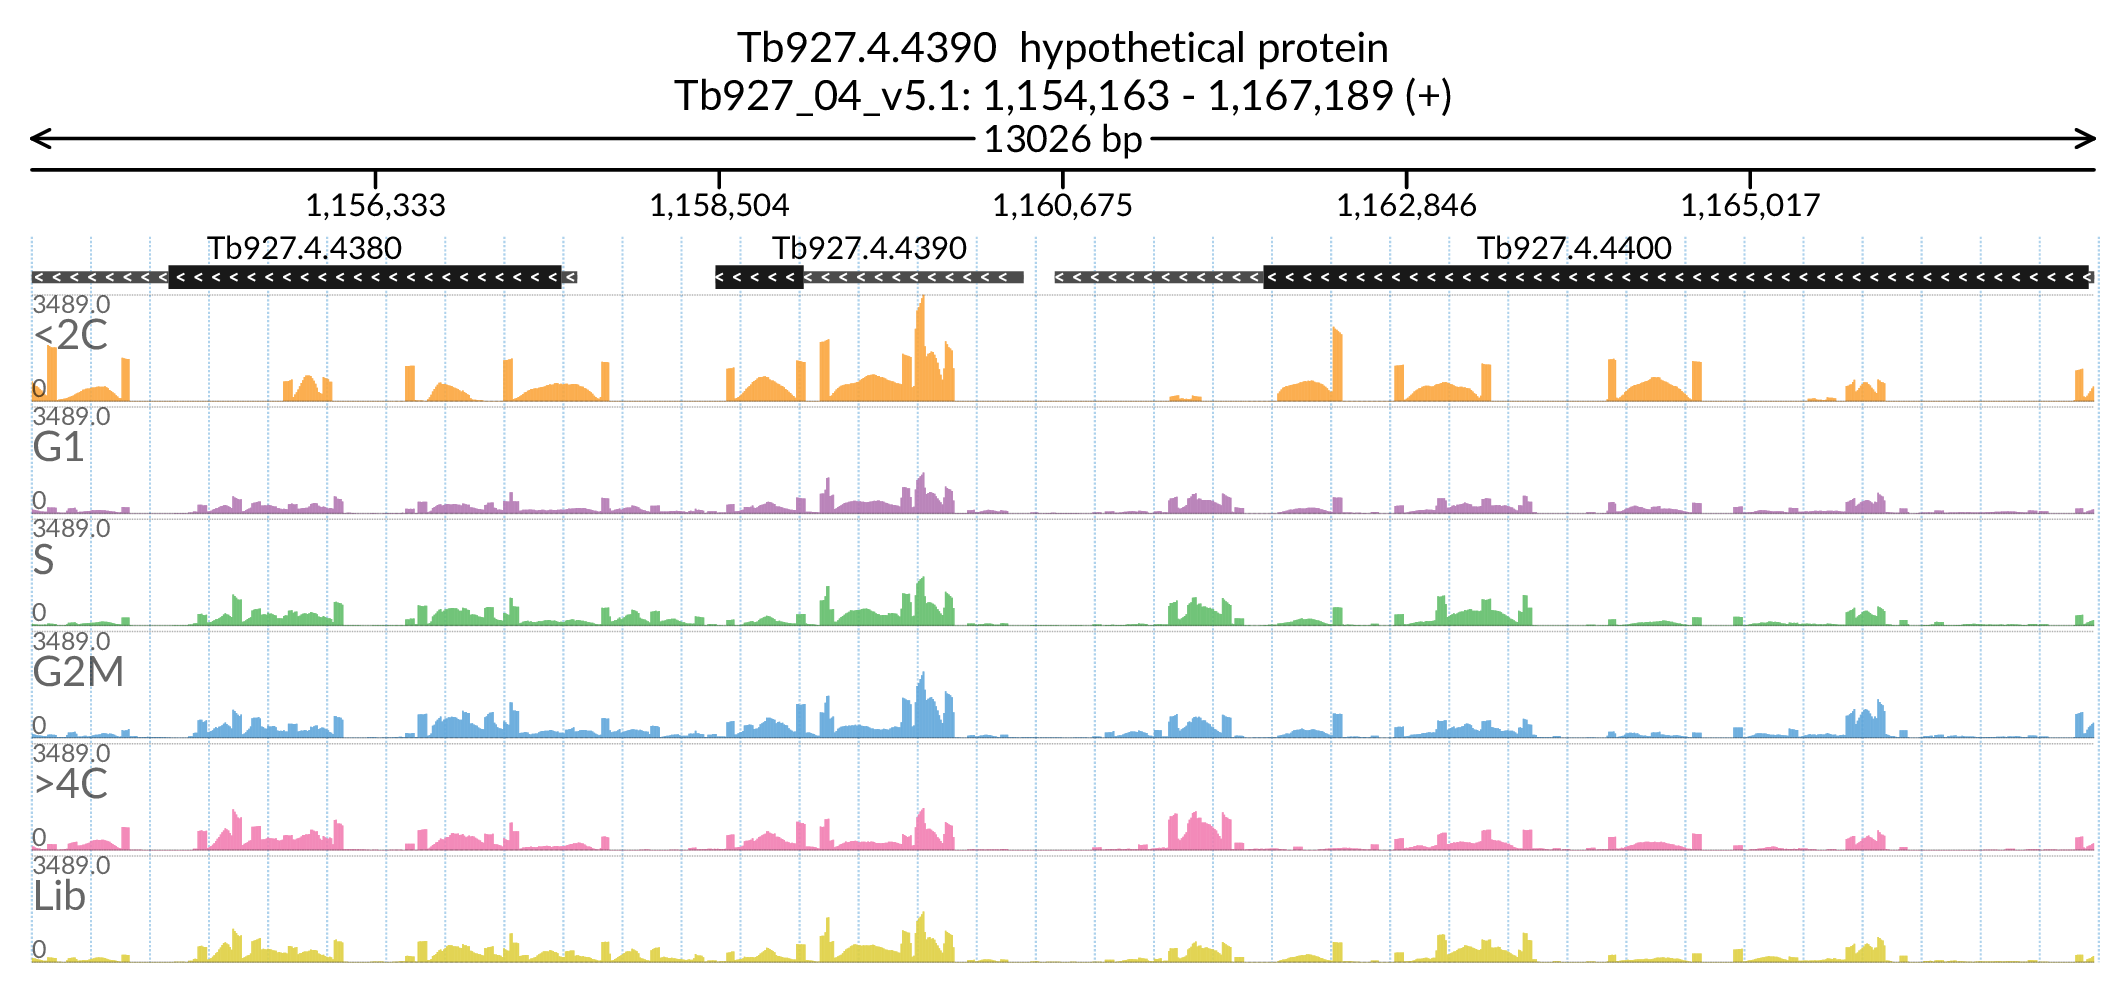 Tb927.4.4390  hypothetical protein
Tb927_04_v5.1: 1,154,163 - 1,167,189 (+)
13026 bp
1,156,333 1,158,504 1,160,675 1,162,846 1,165,017
Tb927.4.4380 Tb927.4.4390 Tb927.4.4400
3489.0
<2C
0
3489.0
G1
0
3489.0
S
0
3489.0
G2M
0
3489.0
>4C
0
3489.0
Lib
0